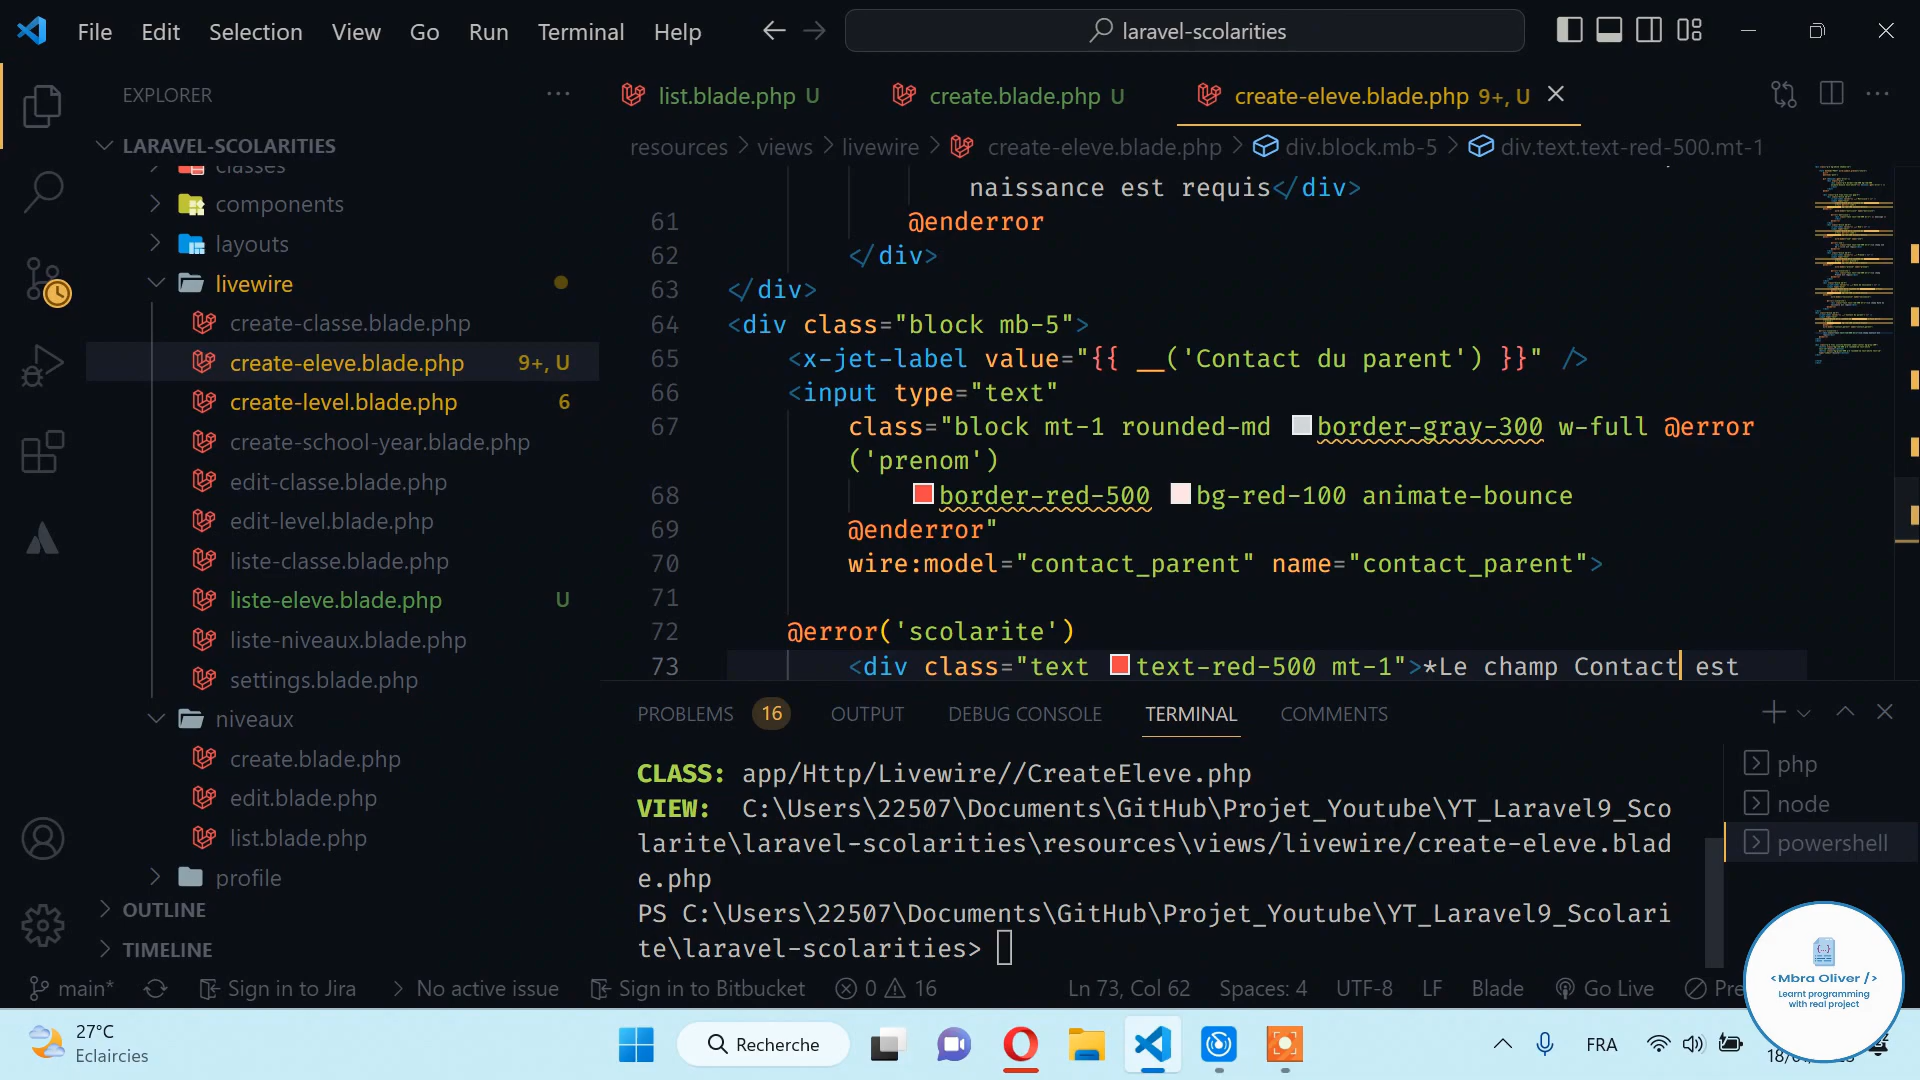 File Edit Selection View Go Run Terminal Help
laravel-scolarities
EXPLORER
LARAVEL-SCOLARITIES
classes
components
layouts
livewire
create-classe.blade.php
create-eleve.blade.php 9+, U
create-level.blade.php 6
create-school-year.blade.php
edit-classe.blade.php
edit-level.blade.php
liste-classe.blade.php
liste-eleve.blade.php U
liste-niveaux.blade.php
settings.blade.php
niveaux
create.blade.php
edit.blade.php
list.blade.php
profile
OUTLINE
TIMELINE
list.blade.php U create.blade.php U create-eleve.blade.php 9+, U
resources > views > livewire > create-eleve.blade.php > div.block.mb-5 > div.text.text-red-500.mt-1
naissance est requis</div>
61 @enderror
62 </div>
63 </div>
64 <div class="block mb-5">
65 <x-jet-label value="{{ __('Contact du parent') }}" />
66 <input type="text"
67 class="block mt-1 rounded-md border-gray-300 w-full @error
('prenom')
68 border-red-500 bg-red-100 animate-bounce
69 @enderror"
70 wire:model="contact_parent" name="contact_parent">
71
72 @error('scolarite')
73 <div class="text text-red-500 mt-1">*Le champ Contact est
PROBLEMS 16 OUTPUT DEBUG CONSOLE TERMINAL COMMENTS
CLASS: app/Http/Livewire//CreateEleve.php
VIEW: C:\Users\22507\Documents\GitHub\Projet_Youtube\YT_Laravel9_Sco
larite\laravel-scolarities\resources\views/livewire/create-eleve.blad
e.php
PS C:\Users\22507\Documents\GitHub\Projet_Youtube\YT_Laravel9_Scolari
te\laravel-scolarities>
php
node
powershell
main* Sign in to Jira No active issue Sign in to Bitbucket 0 16 Ln 73, Col 62 Spaces: 4 UTF-8 LF Blade Go Live
<Mbra Oliver />
Learnt programming
with real project
27°C
Eclaircies
Recherche
FRA